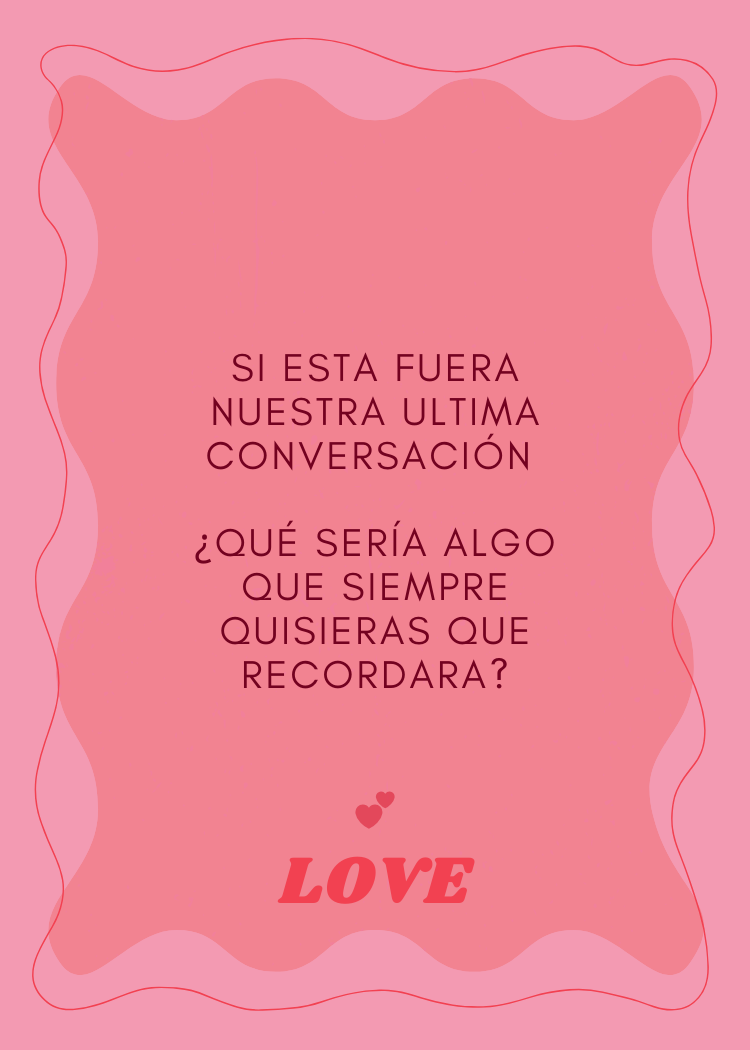 SI ESTA FUERA
NUESTRA ULTIMA
CONVERSACIÓN
¿QUÉ SERÍA ALGO
QUE SIEMPRE
QUISIERAS QUE
RECORDARA?
LOVE